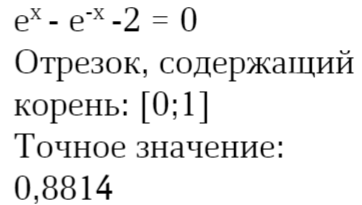 eˣ - e⁻ˣ -2 = 0
Отрезок, содержащий
корень: [0;1]
Точное значение:
0,8814